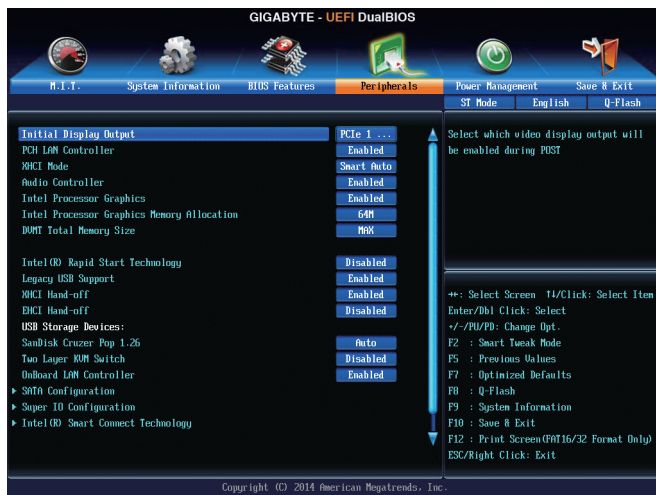 GIGABYTE - UEFI DualBIOS
M.I.T. System Information BIOS Features Peripherals Power Management Save & Exit
ST Mode English Q-Flash
Initial Display Output PCIe 1 ...
PCH LAN Controller Enabled
XHCI Mode Smart Auto
Audio Controller Enabled
Intel Processor Graphics Enabled
Intel Processor Graphics Memory Allocation 64M
DVMT Total Memory Size MAX
Intel(R) Rapid Start Technology Disabled
Legacy USB Support Enabled
XHCI Hand-off Enabled
EHCI Hand-off Disabled
USB Storage Devices:
SanDisk Cruzer Pop 1.26 Auto
Two Layer KVM Switch Disabled
OnBoard LAN Controller Enabled
SATA Configuration
Super IO Configuration
Intel(R) Smart Connect Technology
Select which video display output will
be enabled during POST
↔: Select Screen ↑↓/Click: Select Item
Enter/Dbl Click: Select
+/-/PU/PD: Change Opt.
F2 : Smart Tweak Mode
F5 : Previous Values
F7 : Optimized Defaults
F8 : Q-Flash
F9 : System Information
F10 : Save & Exit
F12 : Print Screen(FAT16/32 Format Only)
ESC/Right Click: Exit
Copyright (C) 2014 American Megatrends, Inc.